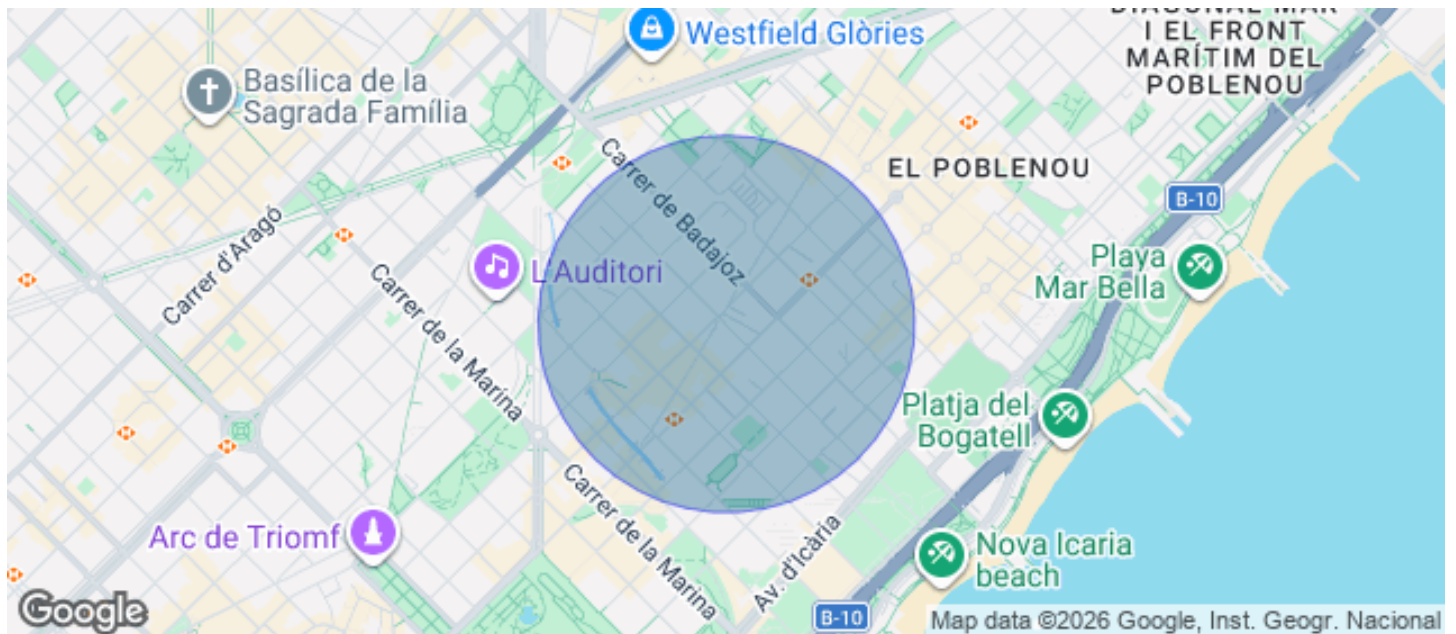 DIAGONAL MAR
I EL FRONT
MARÍTIM DEL
POBLENOU
Westfield Glòries
Basílica de la
Sagrada Família
EL POBLENOU
Carrer de Badajoz
B-10
Carrer d'Aragó
L'Auditori
Playa
Mar Bella
Carrer de la Marina
Platja del
Bogatell
Carrer de la Marina
Arc de Triomf
Av. d'Icària
Nova Icaria
beach
B-10
Google
Map data ©2026 Google, Inst. Geogr. Nacional